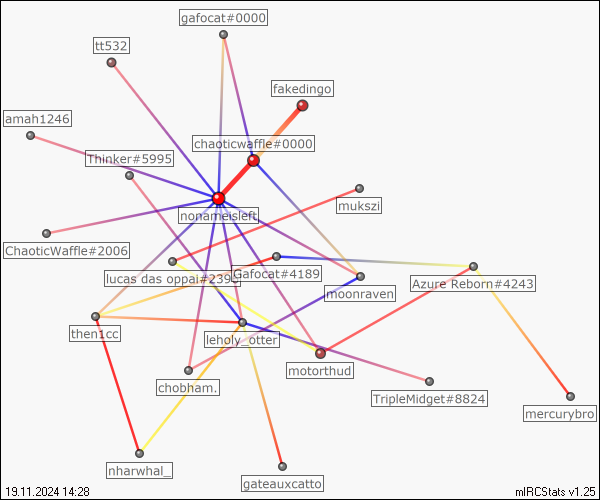 gafocat#0000
tt532
fakedingo
amah1246
chaoticwaffle#0000
Thinker#5995
mukszi
nonameisleft
ChaoticWaffle#2006
lucas das oppai#2398
Gafocat#4189
moonraven
Azure Reborn#4243
then1cc
leholy_otter
motorthud
chobham.
TripleMidget#8824
mercurybro
nharwhal_
gateauxcatto
19.11.2024 14:28
mIRCStats v1.25